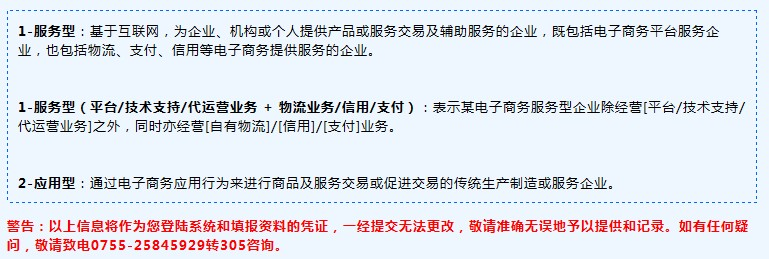 1-服务型：基于互联网，为企业、机构或个人提供产品或服务交易及辅助服务的企业，既包括电子商务平台服务企
业，也包括物流、支付、信用等电子商务提供服务的企业。
1-服务型（平台/技术支持/代运营业务 + 物流业务/信用/支付）：表示某电子商务服务型企业除经营[平台/技术支持/
代运营业务]之外，同时亦经营[自有物流]/[信用]/[支付]业务。
2-应用型：通过电子商务应用行为来进行商品及服务交易或促进交易的传统生产制造或服务企业。
警告：以上信息将作为您登陆系统和填报资料的凭证，一经提交无法更改，敬请准确无误地予以提供和记录。如有任何疑
问，敬请致电0755-25845929转305咨询。